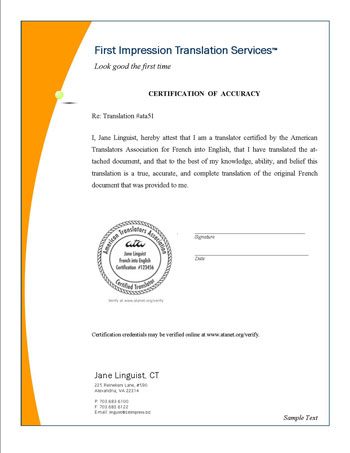 First Impression Translation Services™
Look good the first time
CERTIFICATION OF ACCURACY
Re: Translation #ata51
I, Jane Linguist, hereby attest that I am a translator certified by the American
Translators Association for French into English, that I have translated the at-
tached document, and that to the best of my knowledge, ability, and belief this
translation is a true, accurate, and complete translation of the original French
document that was provided to me.
American Translators Association
ata
Jane Linguist
French into English
Certification #123456
Certified Translator
Verify at www.atanet.org/verify
Signature
Date
Certification credentials may be verified online at www.atanet.org/verify.
Jane Linguist, CT
225 Reinekers Lane, #590
Alexandria, VA 22314
P: 703 683 6100
F: 703 683 6122
Email:
Sample Text